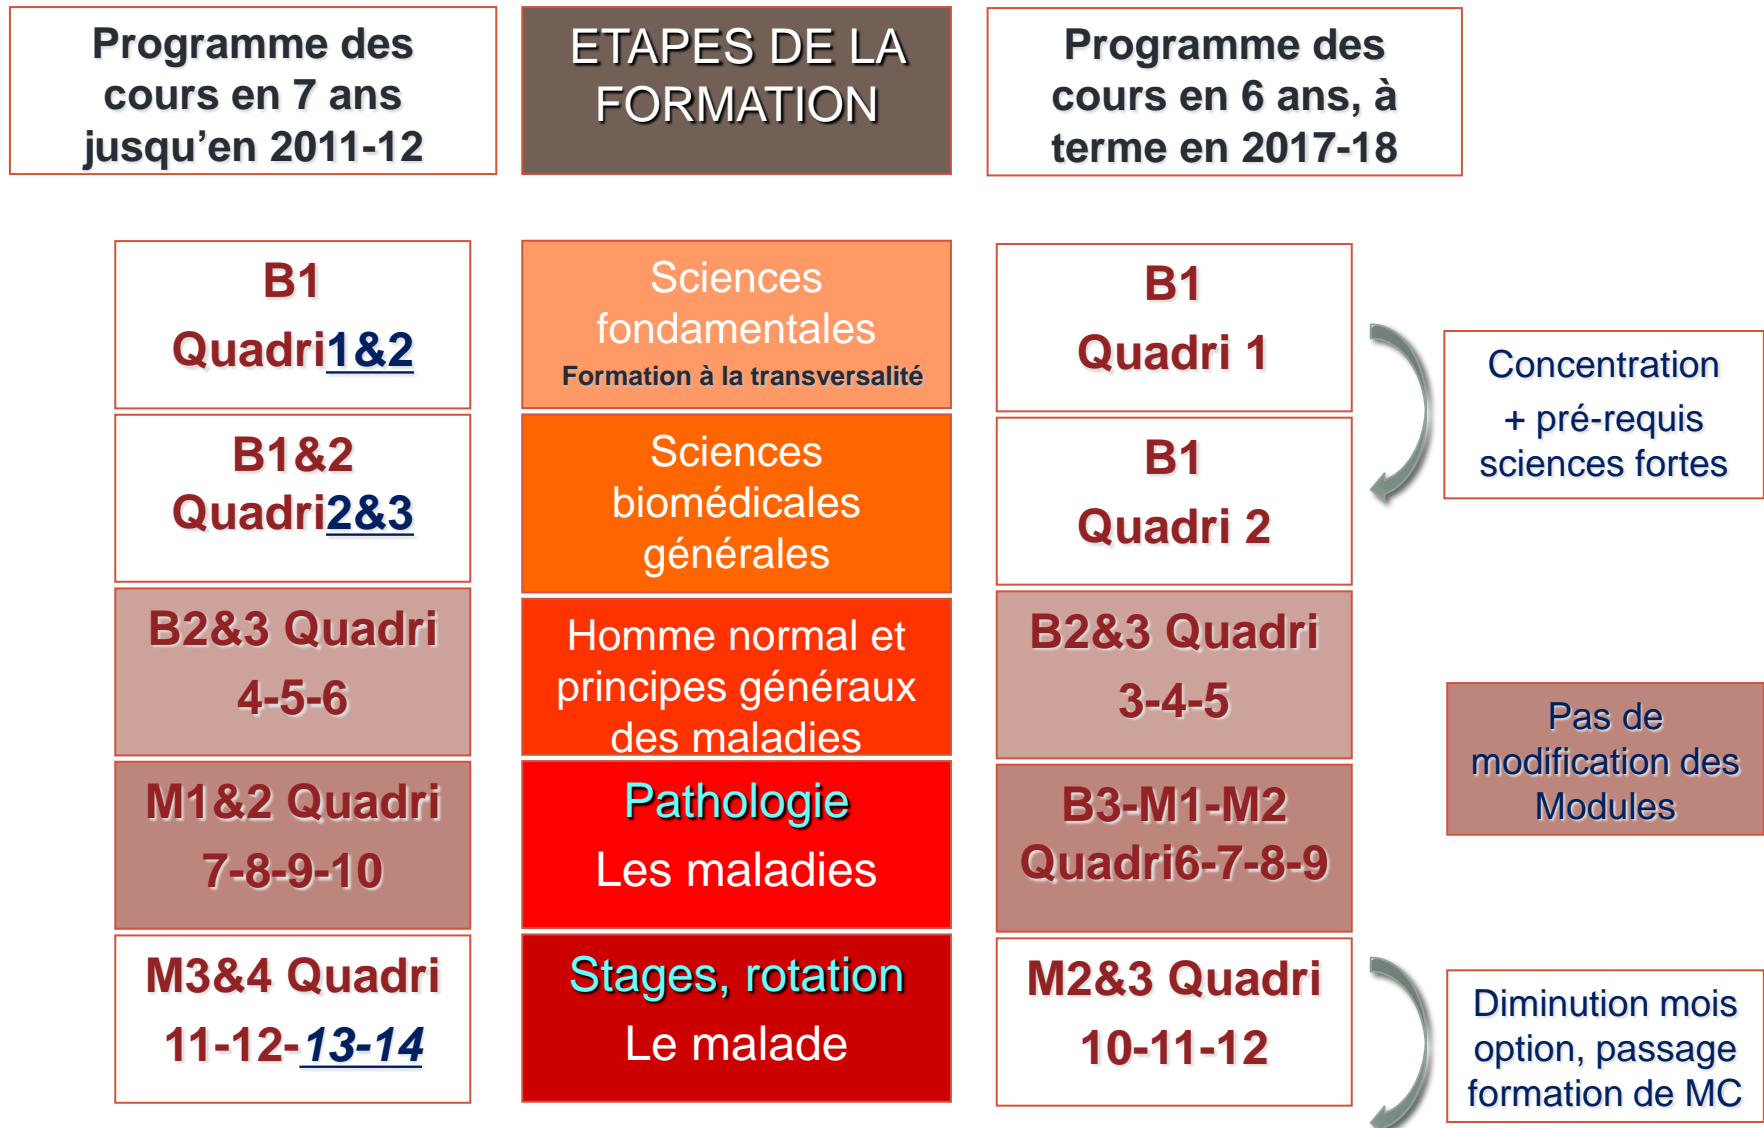 Programme des
cours en 7 ans
jusqu’en 2011-12
ETAPES DE LA
FORMATION
Programme des
cours en 6 ans, à
terme en 2017-18
B1
Quadri1&2
Sciences
fondamentales
Formation à la transversalité
B1
Quadri 1
Concentration
+ pré-requis
sciences fortes
B1&2
Quadri2&3
Sciences
biomédicales
générales
B1
Quadri 2
B2&3 Quadri
4-5-6
Homme normal et
principes généraux
des maladies
B2&3 Quadri
3-4-5
Pas de
modification des
Modules
M1&2 Quadri
7-8-9-10
Pathologie
Les maladies
B3-M1-M2
Quadri6-7-8-9
M3&4 Quadri
11-12-13-14
Stages, rotation
Le malade
M2&3 Quadri
10-11-12
Diminution mois
option, passage
formation de MC